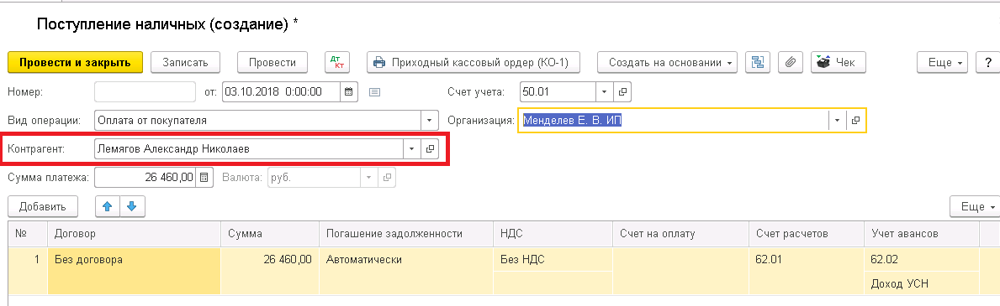 Поступление наличных (создание) *
Провести и закрыть Записать Провести Дт Кт Приходный кассовый ордер (КО-1) Создать на основании Чек Еще ?
Номер: от: 03.10.2018 0:00:00 Счет учета: 50.01
Вид операции: Оплата от покупателя Организация: Менделев Е. В. ИП
Контрагент: Лемягов Александр Николаев
Сумма платежа: 26 460,00 Валюта: руб.
Добавить Еще
№ Договор Сумма Погашение задолженности НДС Счет на оплату Счет расчетов Учет авансов
1 Без договора 26 460,00 Автоматически Без НДС 62.01 62.02
Доход УСН